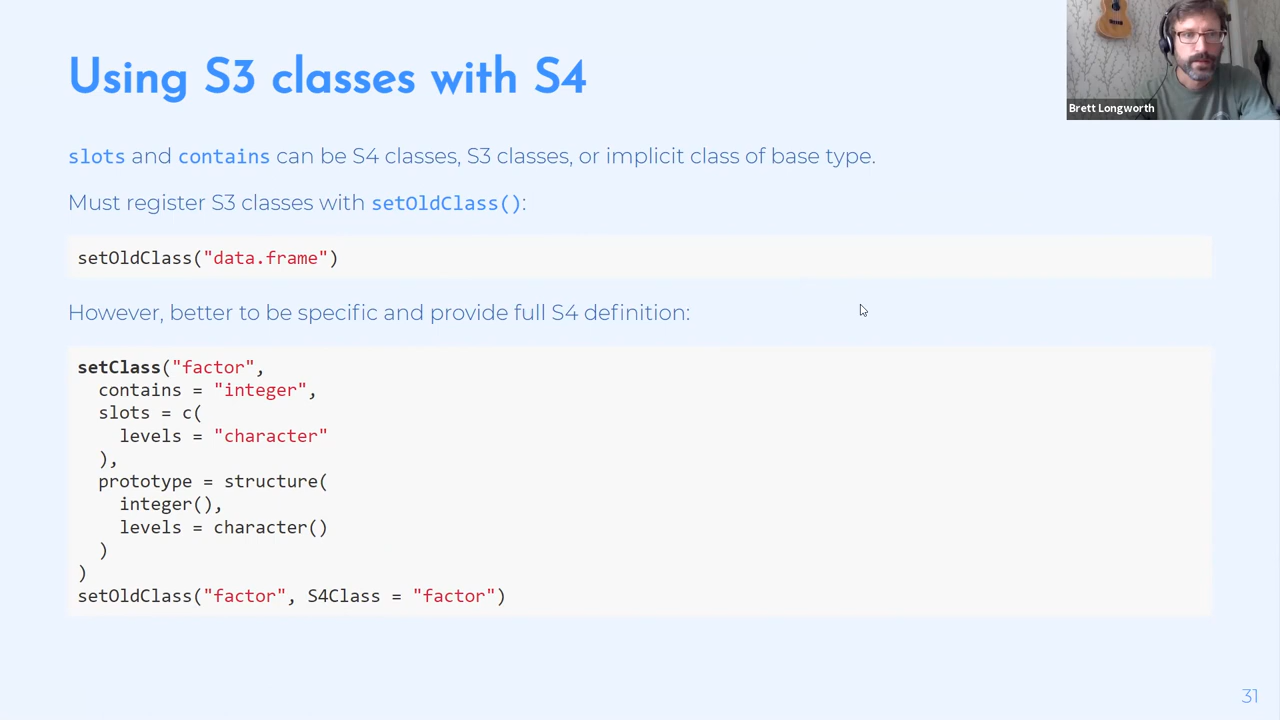 Using S3 classes with S4
Brett Longworth
slots and contains can be S4 classes, S3 classes, or implicit class of base type.
Must register S3 classes with setOldClass():
setOldClass("data.frame")
However, better to be specific and provide full S4 definition:
setClass("factor",
  contains = "integer",
  slots = c(
    levels = "character"
  ),
  prototype = structure(
    integer(),
    levels = character()
  )
)
setOldClass("factor", S4Class = "factor")
31